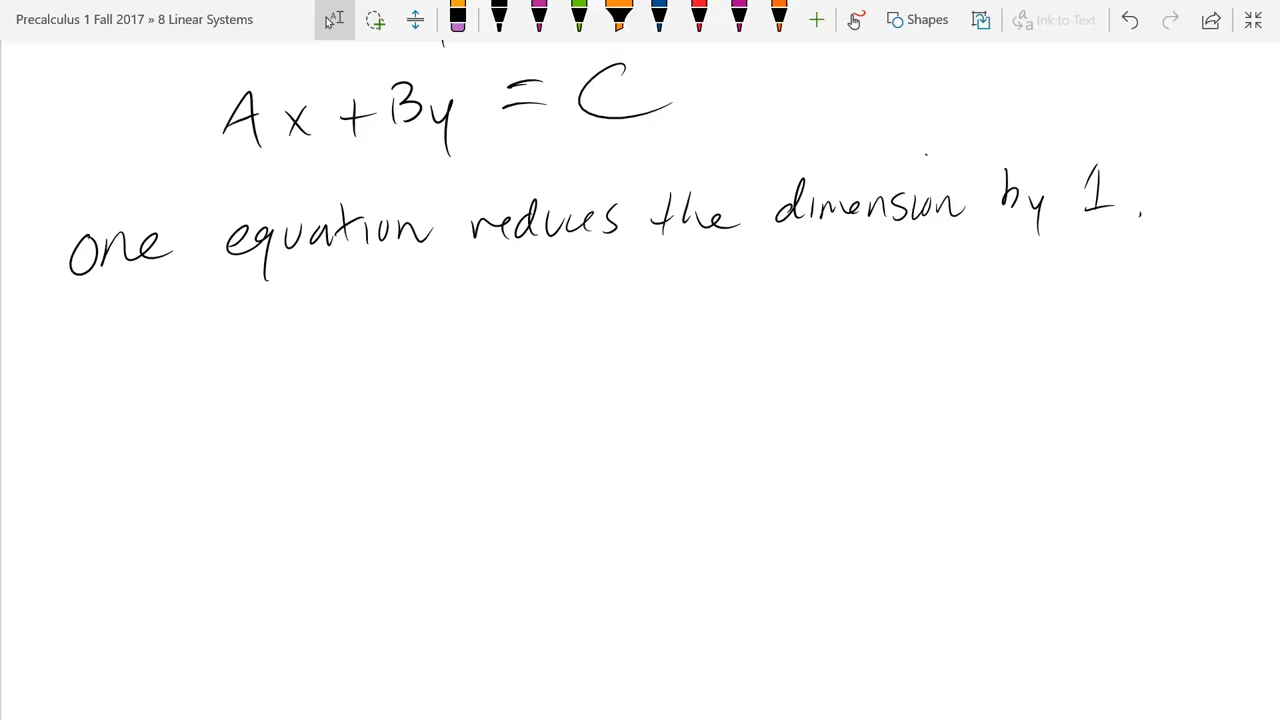 Precalculus 1 Fall 2017 » 8 Linear Systems
Shapes
Ink to Text
Ax + By = C
one equation reduces the dimension by 1.